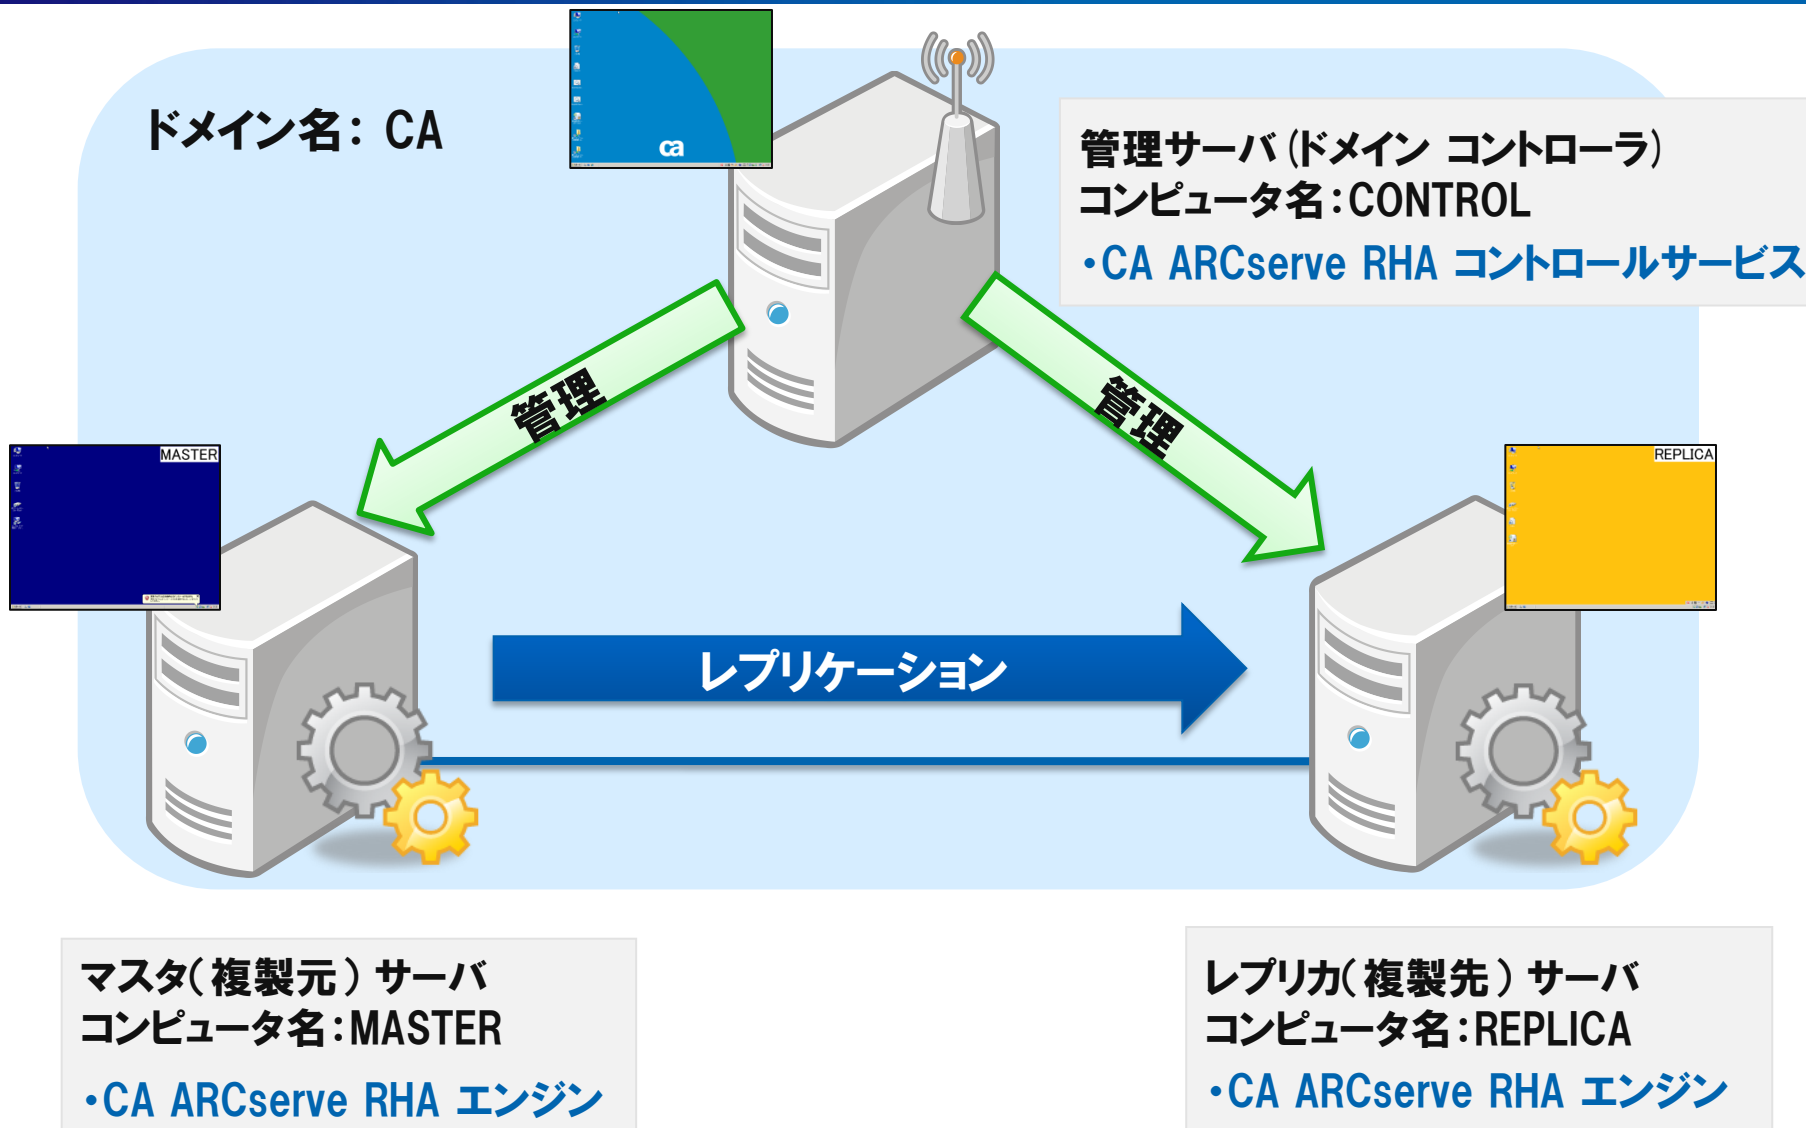 ドメイン名： CA
ca
管理サーバ（ドメイン コントローラ）
コンピュータ名：CONTROL
・CA ARCserve RHA コントロールサービス
管理
管理
MASTER
REPLICA
レプリケーション
マスタ（複製元）サーバ
コンピュータ名：MASTER
・CA ARCserve RHA エンジン
レプリカ（複製先）サーバ
コンピュータ名：REPLICA
・CA ARCserve RHA エンジン